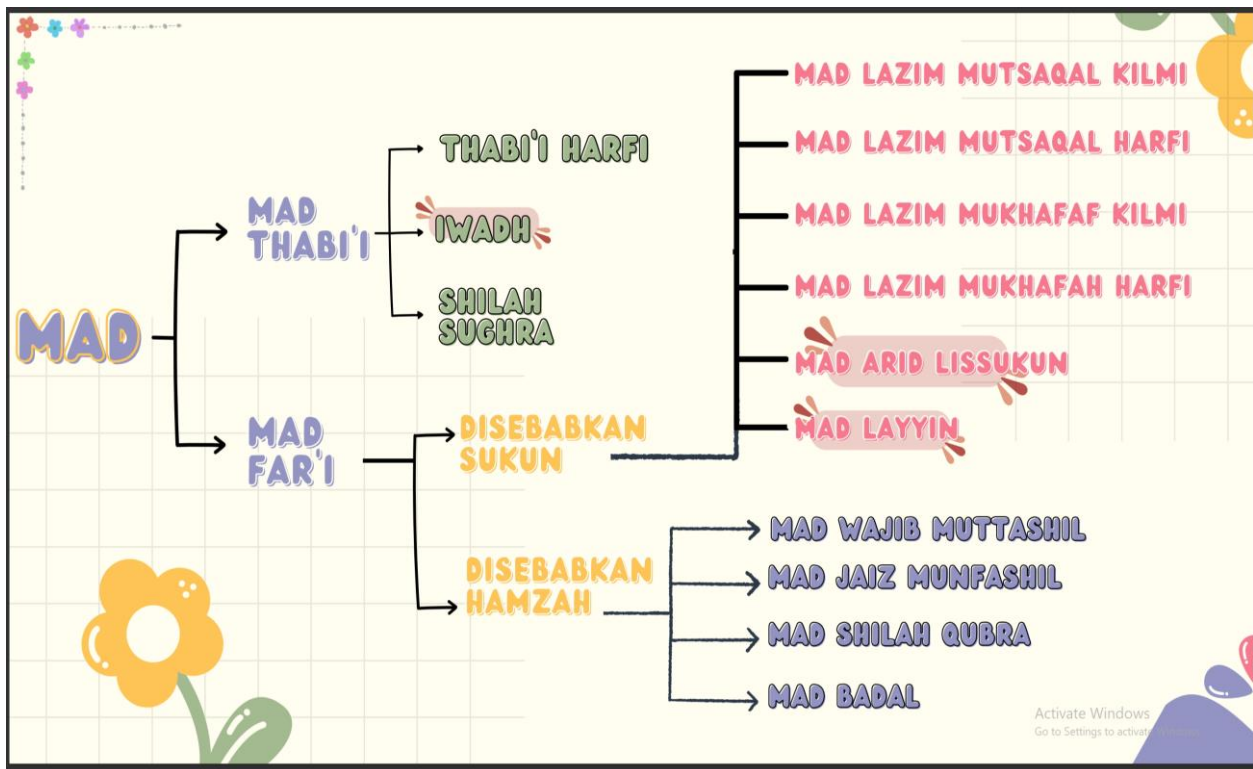 MAD
MAD
THABI'I
THABI'I HARFI
IWADH
SHILAH
SUGHRA
MAD
FAR'I
DISEBABKAN
SUKUN
MAD LAZIM MUTSAQAL KILMI
MAD LAZIM MUTSAQAL HARFI
MAD LAZIM MUKHAFAF KILMI
MAD LAZIM MUKHAFAH HARFI
MAD ARID LISSUKUN
MAD LAYYIN
DISEBABKAN
HAMZAH
MAD WAJIB MUTTASHIL
MAD JAIZ MUNFASHIL
MAD SHILAH QUBRA
MAD BADAL
Activate Windows
Go to Settings to activate Windows.